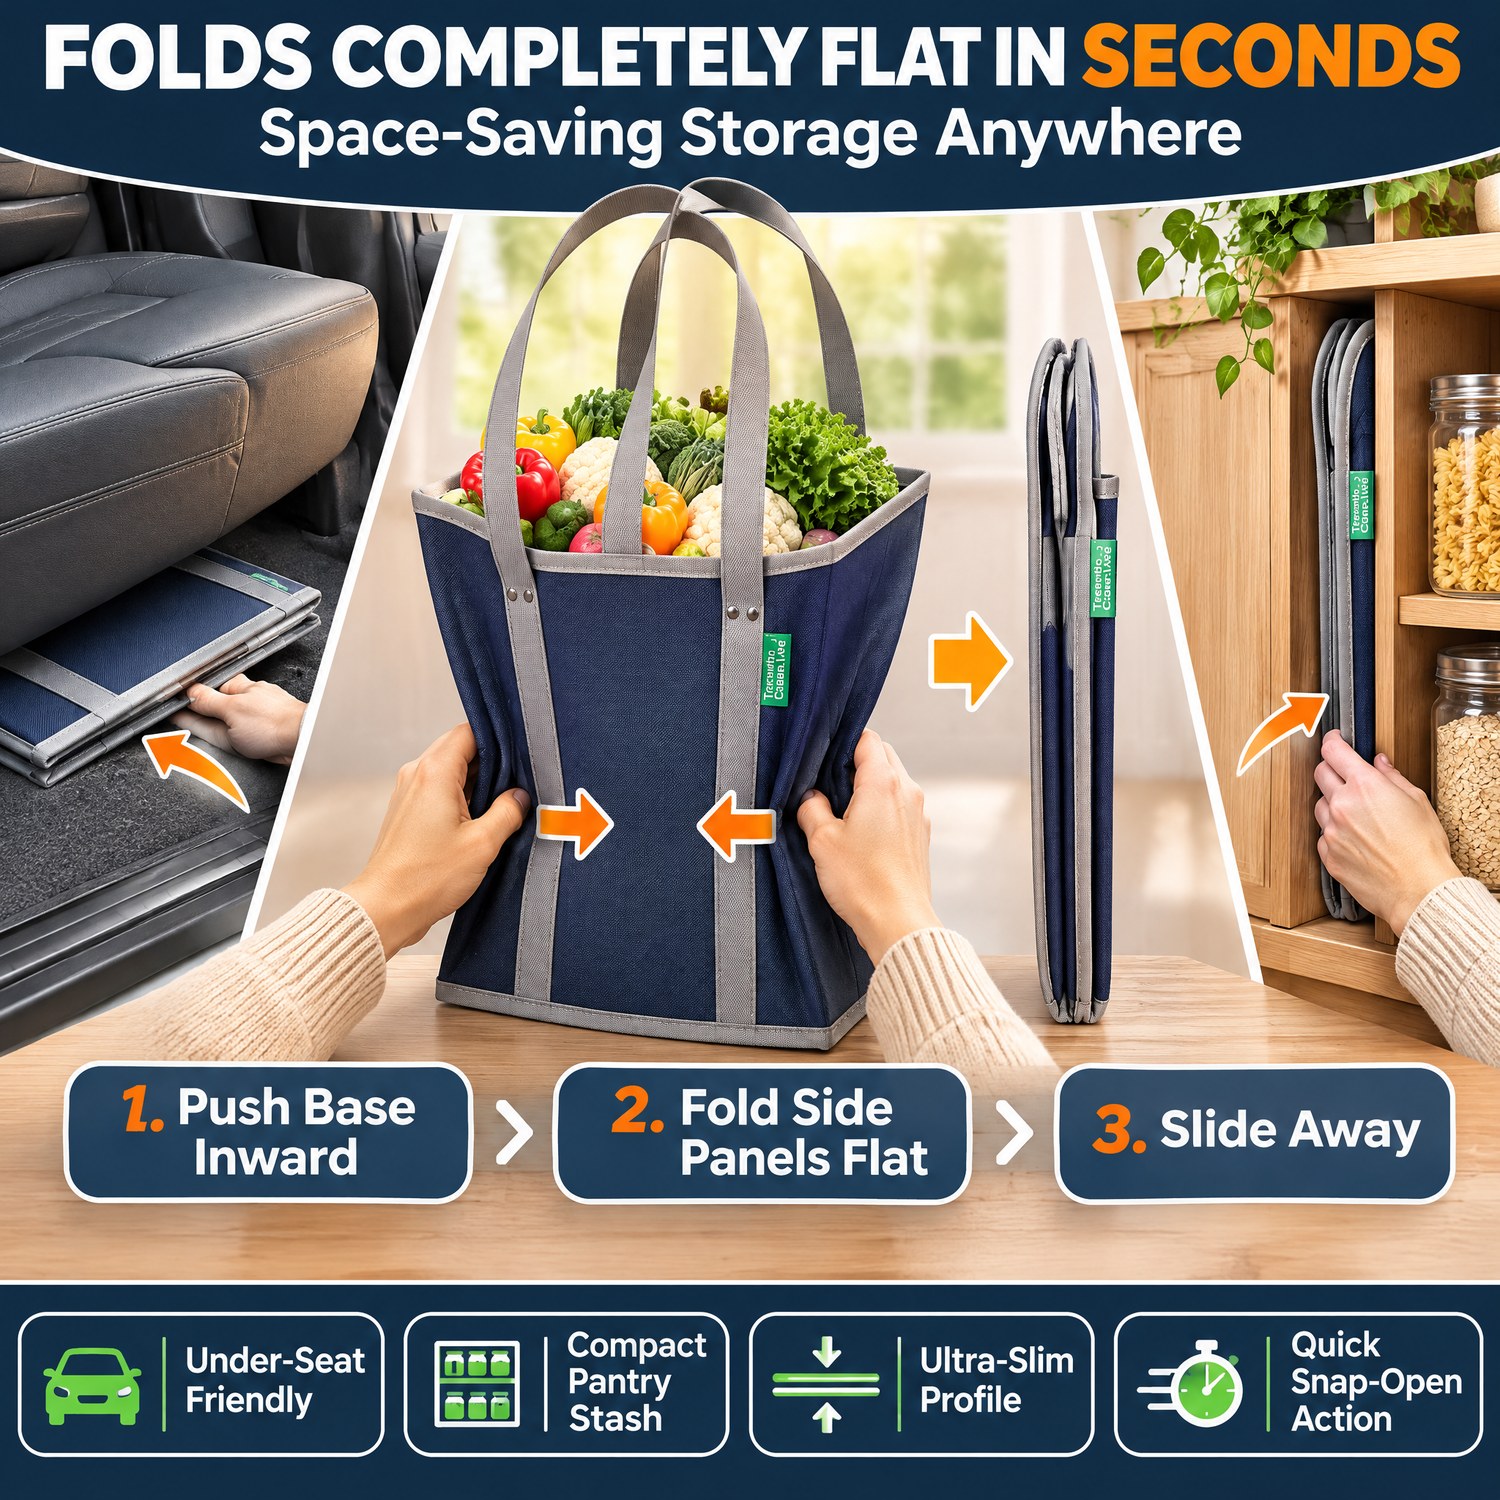 FOLDS COMPLETELY FLAT IN SECONDS
Space-Saving Storage Anywhere
1. Push Base
Inward
2. Fold Side
Panels Flat
3. Slide Away
Under-Seat
Friendly
Compact
Pantry
Stash
Ultra-Slim
Profile
Quick
Snap-Open
Action